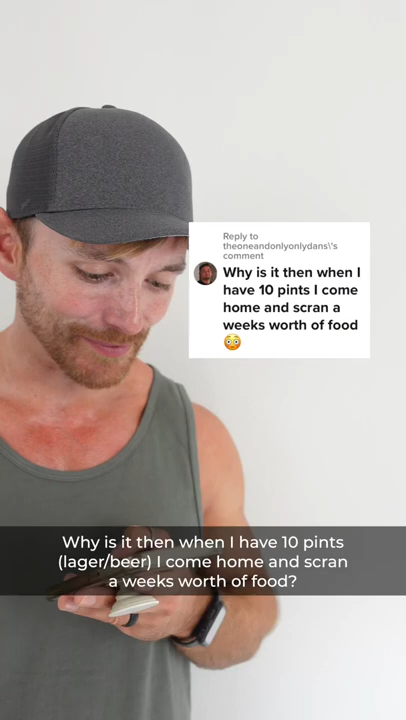 Reply to
theoneandonlyonlydans\'s
comment
Why is it then when I
have 10 pints I come
home and scran a
weeks worth of food
😳
Why is it then when I have 10 pints
(lager/beer) I come home and scran
a weeks worth of food?